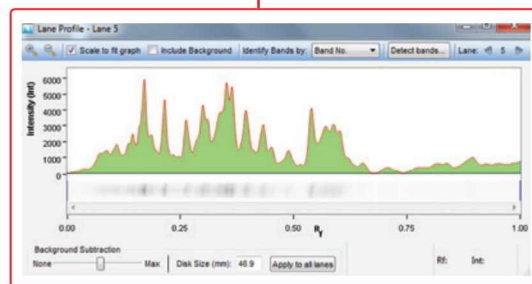 Lane Profile - Lane 5
Scale to fit graph Include Background Identify Bands by: Band No. Detect bands... Lane: 5
Intensity (Int)
6000
5000
4000
3000
2000
1000
0
0.00 0.25 0.50 0.75 1.00
Rf
Background Subtraction
None Max Disk Size (mm): 46.9 Apply to all lanes Rf: Int: